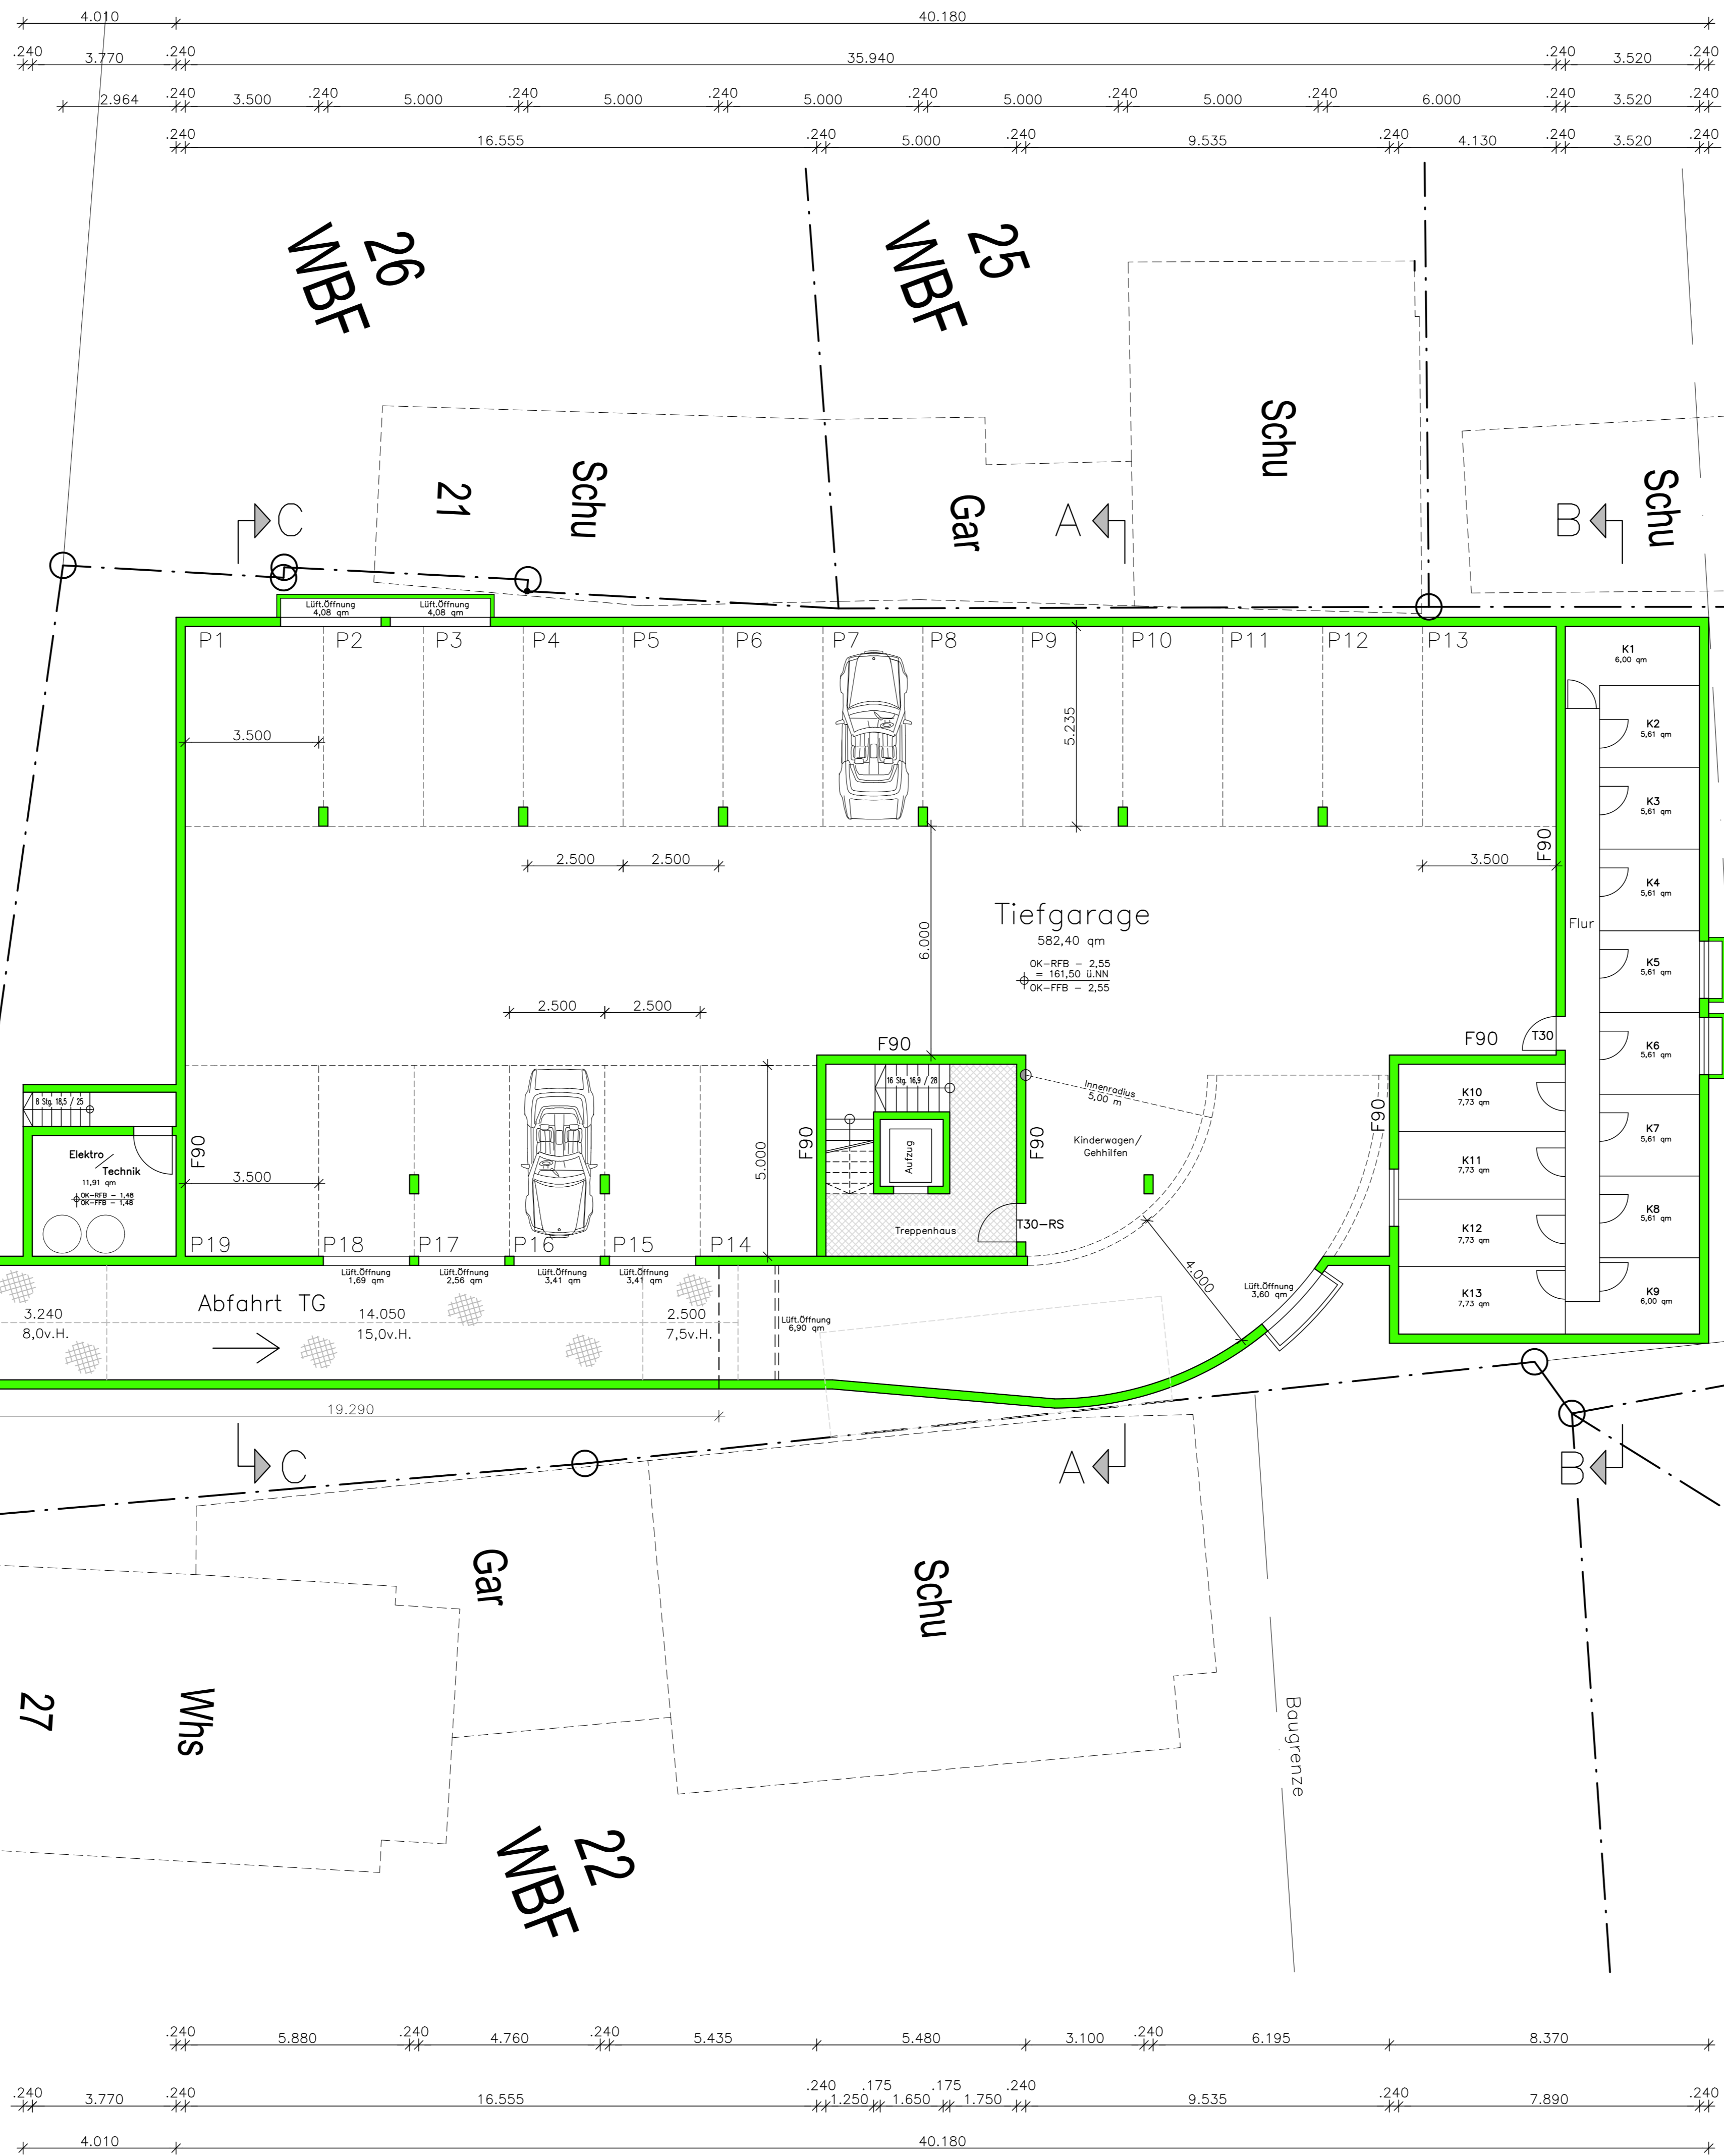 4.010 40.180
.240 3.770 .240 35.940 .240 3.520 .240
2.964 .240 3.500 .240 5.000 .240 5.000 .240 5.000 .240 5.000 .240 5.000 .240 6.000 .240 3.520 .240
.240 16.555 .240 5.000 .240 9.535 .240 4.130 .240 3.520 .240
26
WBF
25
WBF
Schu
21
Schu
Gar
Schu
C
A
B
Lüft.Öffnung
4,08 qm
Lüft.Öffnung
4,08 qm
P1 P2 P3 P4 P5 P6 P7 P8 P9 P10 P11 P12 P13
K1
6,00 qm
K2
5,61 qm
K3
5,61 qm
K4
5,61 qm
K5
5,61 qm
K6
5,61 qm
K7
5,61 qm
K8
5,61 qm
K9
6,00 qm
Flur
3.500
5.235
2.500 2.500
3.500
F90
Tiefgarage
582,40 qm
OK-RFB - 2,55
= 161,50 ü.NN
OK-FFB - 2,55
6.000
2.500 2.500
F90
F90
T30
8 Stg. 18,5 / 25
Elektro /
Technik
11,91 qm
OK-RFB - 1,48
OK-FFB - 1,48
F90
3.500
5.000
F90
16 Stg. 16,9 / 28
Aufzug
Treppenhaus
F90
T30-RS
Innenradius
5,00 m
Kinderwagen/
Gehhilfen
F90
K10
7,73 qm
K11
7,73 qm
K12
7,73 qm
K13
7,73 qm
P19 P18 P17 P16 P15 P14
Lüft.Öffnung
1,69 qm
Lüft.Öffnung
2,56 qm
Lüft.Öffnung
3,41 qm
Lüft.Öffnung
3,41 qm
Abfahrt TG
3.240
8,0v.H.
14.050
15,0v.H.
2.500
7,5v.H.
Lüft.Öffnung
6,90 qm
4.000
Lüft.Öffnung
3,60 qm
19.290
C
A
B
Gar
Schu
27
Whs
Baugrenze
22
WBF
.240 5.880 .240 4.760 .240 5.435 5.480 3.100 .240 6.195 8.370
.240 3.770 .240 16.555 .240 1.250 .175 1.650 .175 1.750 .240 9.535 .240 7.890 .240
4.010 40.180